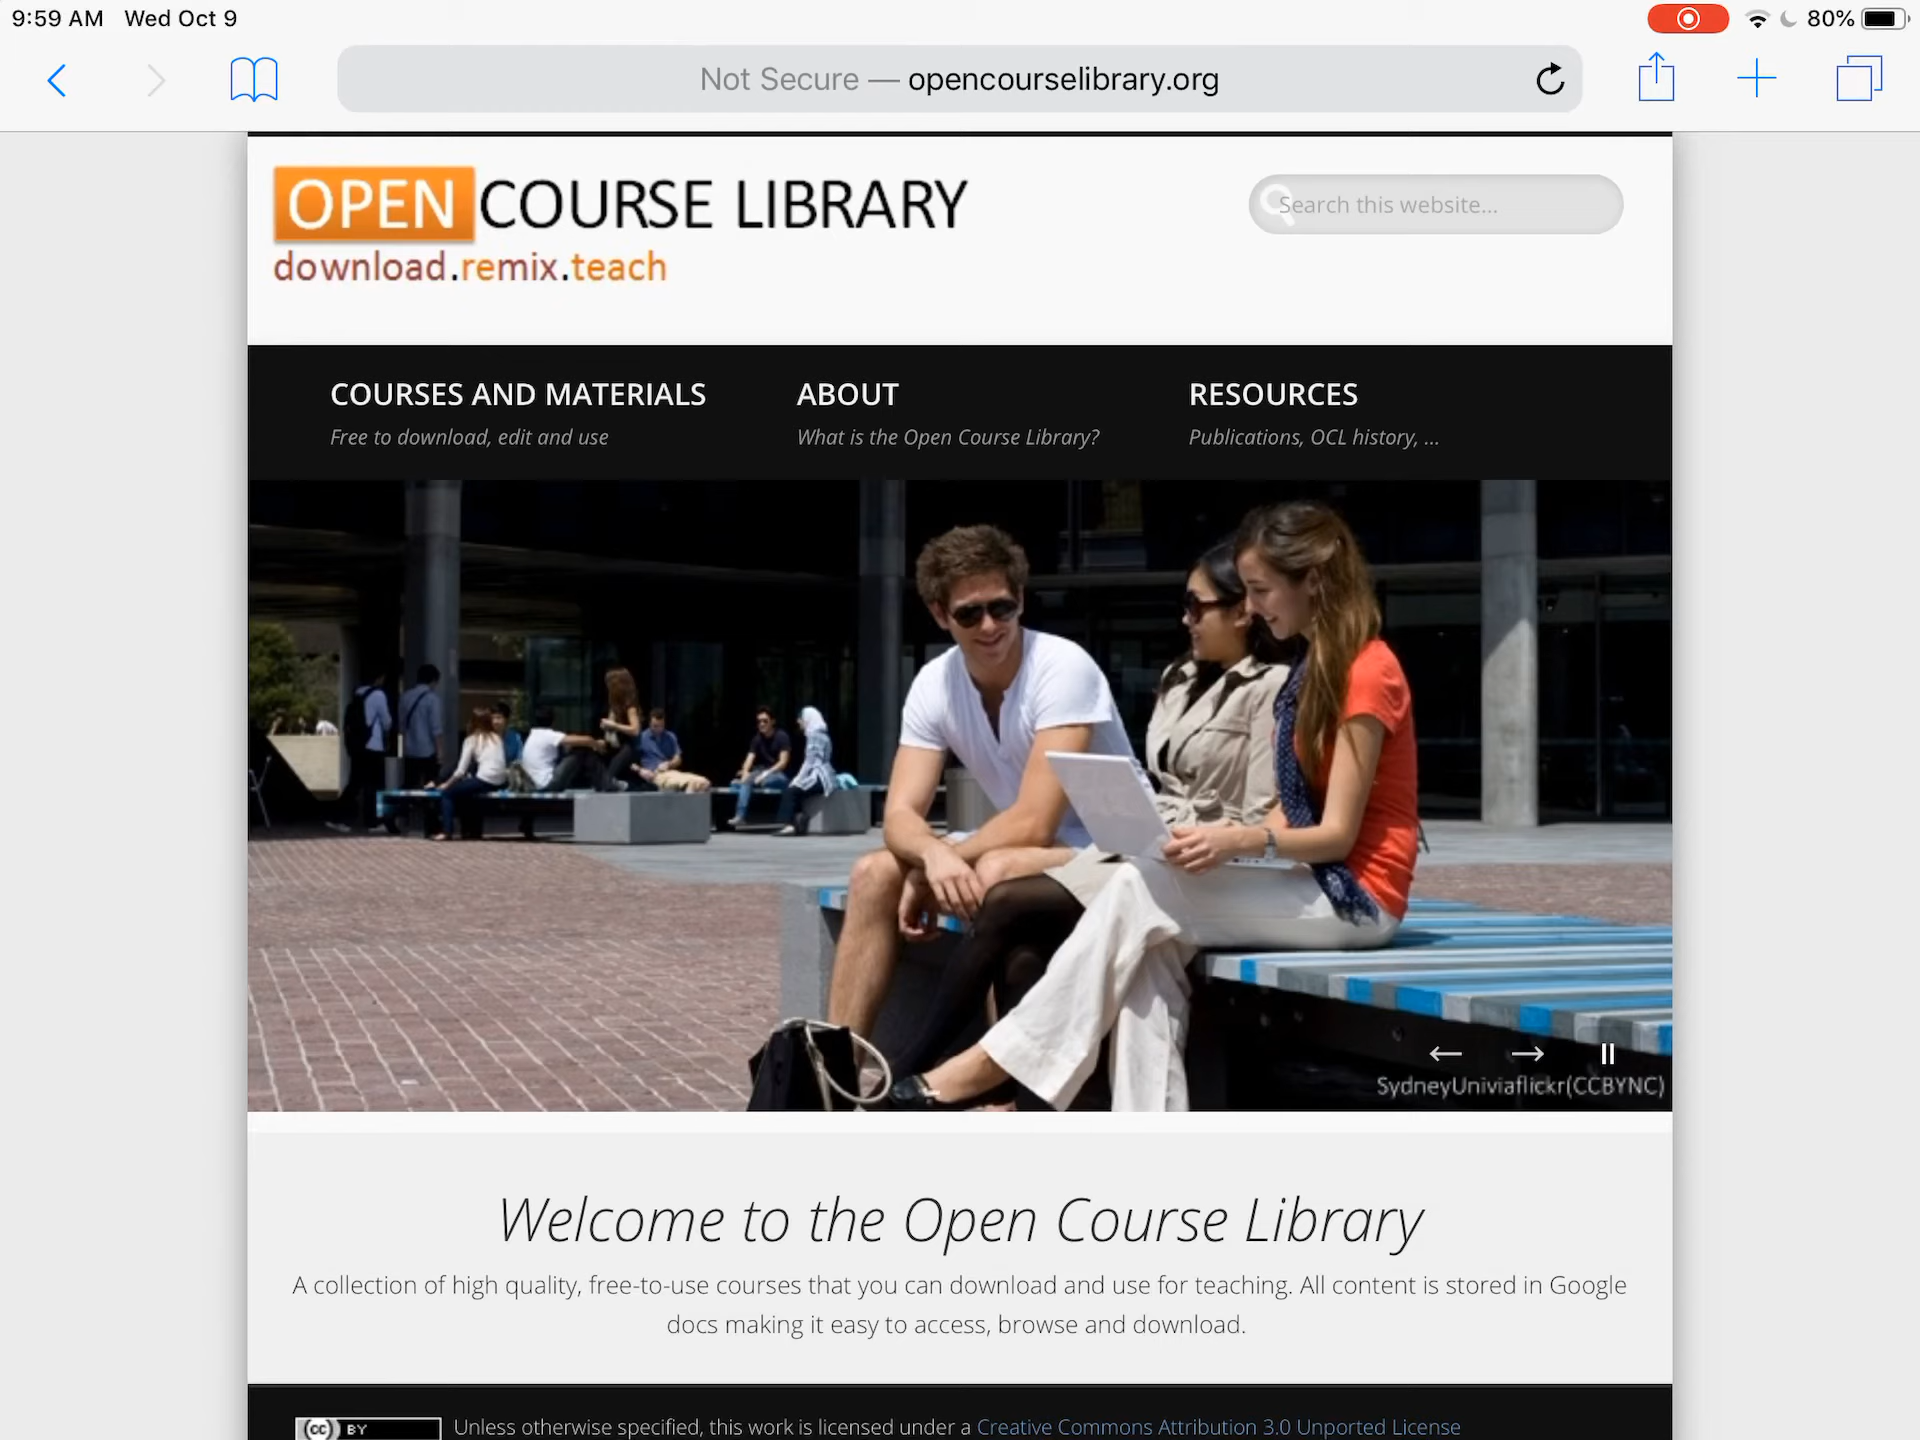 9:59 AM Wed Oct 9
80%
Not Secure — opencourselibrary.org
OPEN COURSE LIBRARY
download.remix.teach
Search this website...
COURSES AND MATERIALS
Free to download, edit and use
ABOUT
What is the Open Course Library?
RESOURCES
Publications, OCL history, ...
SydneyUniviaflickr(CCBYNC)
Welcome to the Open Course Library
A collection of high quality, free-to-use courses that you can download and use for teaching. All content is stored in Google
docs making it easy to access, browse and download.
cc BY
Unless otherwise specified, this work is licensed under a Creative Commons Attribution 3.0 Unported License